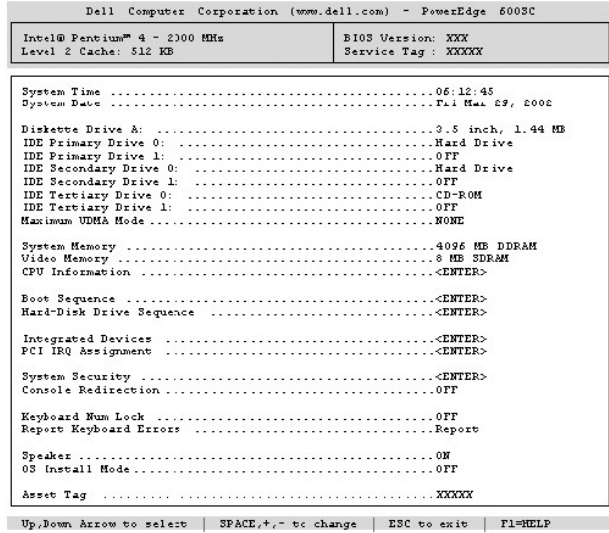 Dell Computer Corporation (www.dell.com) - PowerEdge 600SC
Intel® Pentium™ 4 - 2000 MHz
Level 2 Cache: 512 KB
BIOS Version: XXX
Service Tag : XXXXX
System Time ........................................06:12:45
System Date ........................................Fri Mar 29, 2002
Diskette Drive A: ..................................3.5 inch, 1.44 MB
IDE Primary Drive 0: ...............................Hard Drive
IDE Primary Drive 1: ...............................OFF
IDE Secondary Drive 0: .............................Hard Drive
IDE Secondary Drive 1: .............................OFF
IDE Tertiary Drive 0: ..............................CD-ROM
IDE Tertiary Drive 1: ..............................OFF
Maximum UDMA Mode ..................................NONE
System Memory ......................................4096 MB DDRAM
Video Memory .......................................8 MB SDRAM
CPU Information ....................................<ENTER>
Boot Sequence ......................................<ENTER>
Hard-Disk Drive Sequence ...........................<ENTER>
Integrated Devices .................................<ENTER>
PCI IRQ Assignment .................................<ENTER>
System Security ....................................<ENTER>
Console Redirection ................................OFF
Keyboard Num Lock ..................................OFF
Report Keyboard Errors .............................Report
Speaker ............................................ON
OS Install Mode ....................................OFF
Asset Tag ..........................................XXXXX
Up,Down Arrow to select | SPACE,+,- to change | ESC to exit | F1=HELP